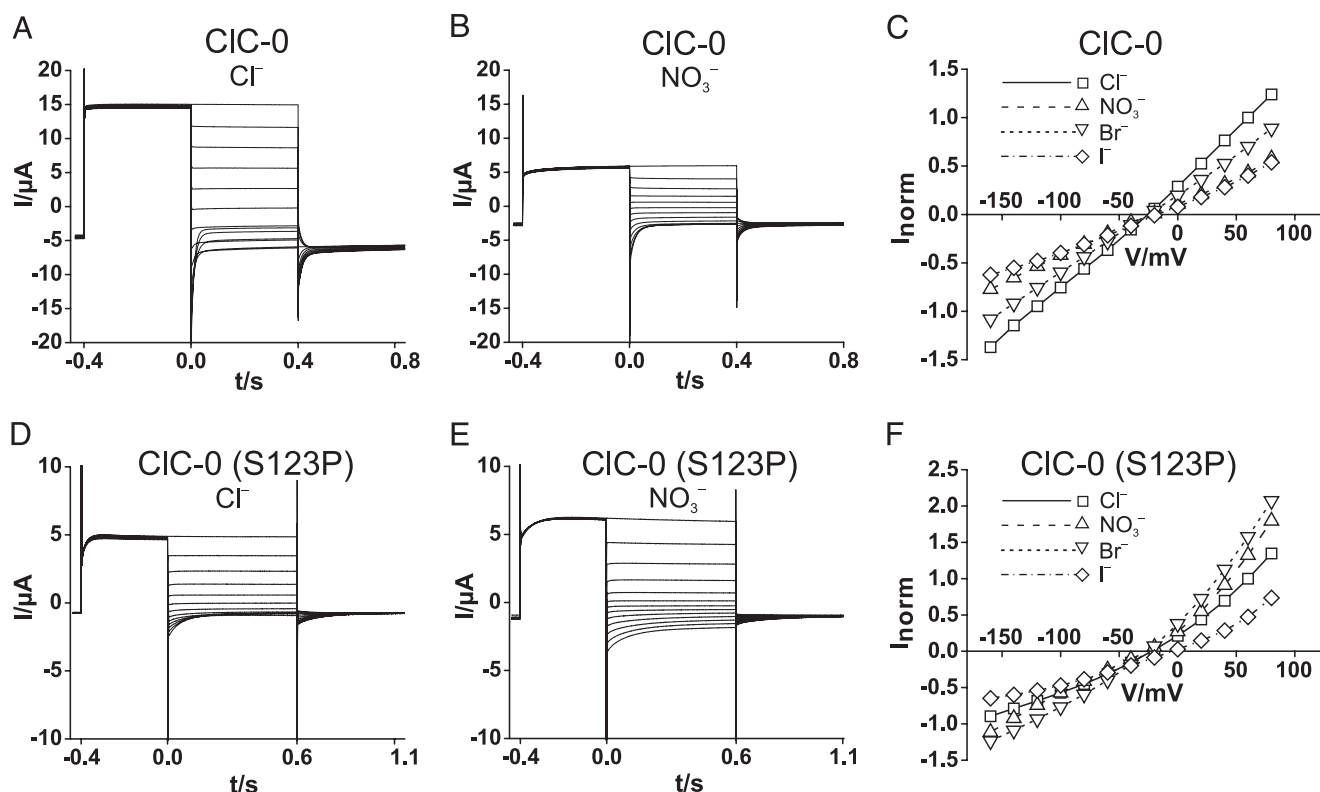 A
ClC-0
Cl⁻
I/µA
20
15
10
5
0
-5
-10
-15
20
-0.4
0.0
0.4
0.8
t/s
B
ClC-0
NO₃⁻
I/µA
20
15
10
5
0
-5
-10
-15
20
-0.4
0.0
0.4
0.8
t/s
C
ClC-0
Cl⁻
NO₃⁻
Br⁻
I⁻
Inorm
1.5
1.0
0.5
0.0
-0.5
-1.0
-1.5
-150
-100
-50
0
50
100
V/mV
D
ClC-0 (S123P)
Cl⁻
I/µA
10
5
0
-5
-10
-0.4
0.0
0.6
1.1
t/s
E
ClC-0 (S123P)
NO₃⁻
I/µA
10
5
0
-5
-10
-0.4
0.0
0.6
1.1
t/s
F
ClC-0 (S123P)
Cl⁻
NO₃⁻
Br⁻
I⁻
Inorm
2.5
2.0
1.5
1.0
0.5
0.0
-0.5
-1.0
-1.5
-150
-100
-50
0
50
100
V/mV